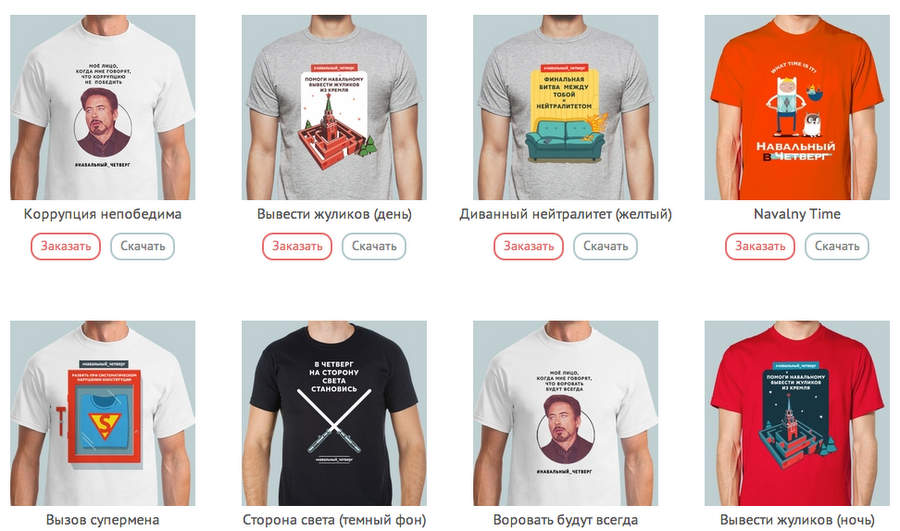 МОЁ ЛИЦО,
КОГДА МНЕ ГОВОРЯТ,
ЧТО КОРРУПЦИЮ
НЕ ПОБЕДИТЬ
#НАВАЛЬНЫЙ_ЧЕТВЕРГ
Коррупция непобедима
Заказать
Скачать
#НАВАЛЬНЫЙ_ЧЕТВЕРГ
ПОМОГИ НАВАЛЬНОМУ
ВЫВЕСТИ ЖУЛИКОВ
ИЗ КРЕМЛЯ
Вывести жуликов (день)
Заказать
Скачать
#НАВАЛЬНЫЙ_ЧЕТВЕРГ
ФИНАЛЬНАЯ
БИТВА МЕЖДУ
ТОБОЙ
И
НЕЙТРАЛИТЕТОМ
Диванный нейтралитет (желтый)
Заказать
Скачать
WHAT TIME IS IT?
НАВАЛЬНЫЙ
В ЧЕТВЕРГ
Navalny Time
Заказать
Скачать
#НАВАЛЬНЫЙ_ЧЕТВЕРГ
РАЗБИТЬ ПРИ СИСТЕМАТИЧЕСКОМ
НАРУШЕНИИ КОНСТИТУЦИИ
S
Вызов супермена
В ЧЕТВЕРГ
НА СТОРОНУ
СВЕТА
СТАНОВИСЬ
#НАВАЛЬНЫЙ_ЧЕТВЕРГ
Сторона света (темный фон)
МОЁ ЛИЦО,
КОГДА МНЕ ГОВОРЯТ,
ЧТО ВОРОВАТЬ
БУДУТ ВСЕГДА
#НАВАЛЬНЫЙ_ЧЕТВЕРГ
Воровать будут всегда
#НАВАЛЬНЫЙ_ЧЕТВЕРГ
ПОМОГИ НАВАЛЬНОМУ
ВЫВЕСТИ ЖУЛИКОВ
ИЗ КРЕМЛЯ
Вывести жуликов (ночь)